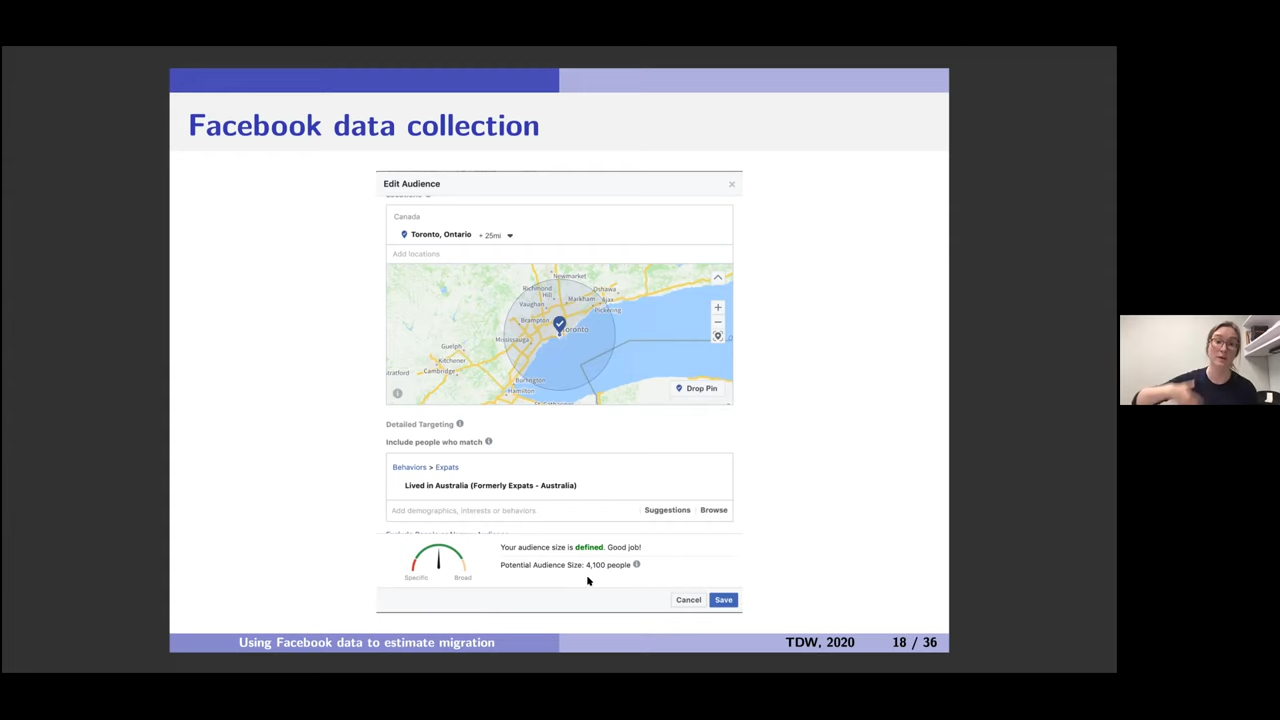 Facebook data collection
Edit Audience
Canada
Toronto, Ontario + 25mi
Add locations
Newmarket
Richmond
Hill
Oshawa
Vaughan
Markham
Ajax
Pickering
Brampton
Toronto
Mississauga
Guelph
Kitchener
Cambridge
Burlington
Hamilton
Drop Pin
Detailed Targeting
Include people who match
Behaviors > Expats
Lived in Australia (Formerly Expats - Australia)
Add demographics, interests or behaviors Suggestions Browse
Your audience size is defined. Good job!
Potential Audience Size: 4,100 people
Specific Broad
Cancel Save
Using Facebook data to estimate migration TDW, 2020 18 / 36